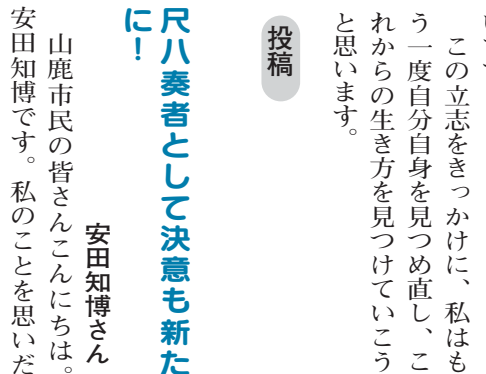 この立志をきっかけに、私はも
う一度自分自身を見つめ直し、こ
れからの生き方を見つけていこう
と思います。
投稿
尺八奏者として決意も新た
に！
安田知博さん
山鹿市民の皆さんこんにちは。
安田知博です。私のことを思いだ